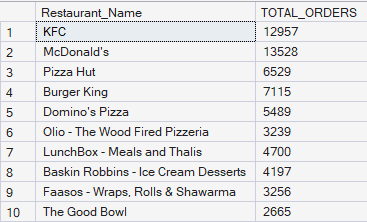 Restaurant_Name TOTAL_ORDERS
1 KFC 12957
2 McDonald's 13528
3 Pizza Hut 6529
4 Burger King 7115
5 Domino's Pizza 5489
6 Olio - The Wood Fired Pizzeria 3239
7 LunchBox - Meals and Thalis 4700
8 Baskin Robbins - Ice Cream Desserts 4197
9 Faasos - Wraps, Rolls & Shawarma 3256
10 The Good Bowl 2665